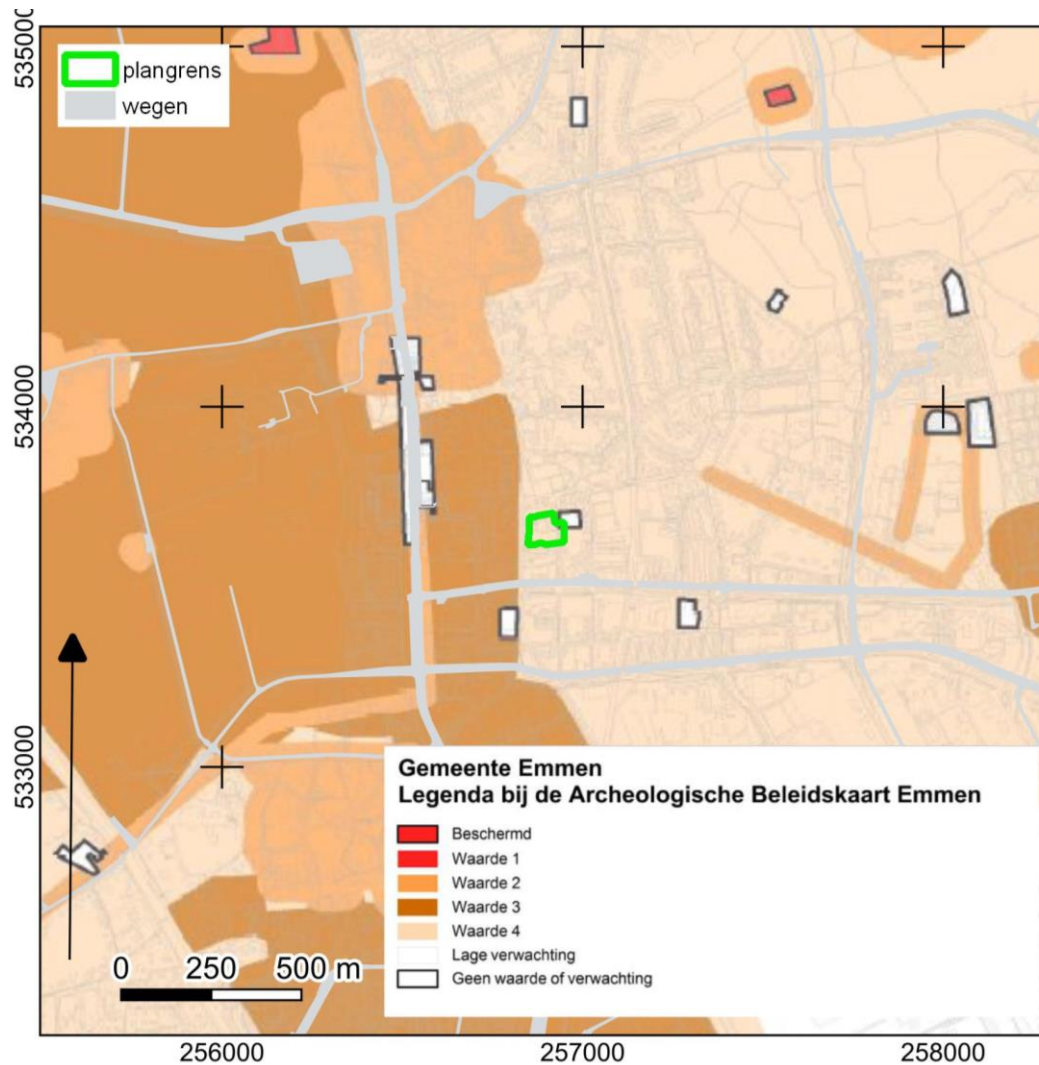 535000
plangrens
wegen
534000
533000
Gemeente Emmen
Legenda bij de Archeologische Beleidskaart Emmen
Beschermd
Waarde 1
Waarde 2
Waarde 3
Waarde 4
Lage verwachting
Geen waarde of verwachting
0 250 500 m
256000 257000 258000